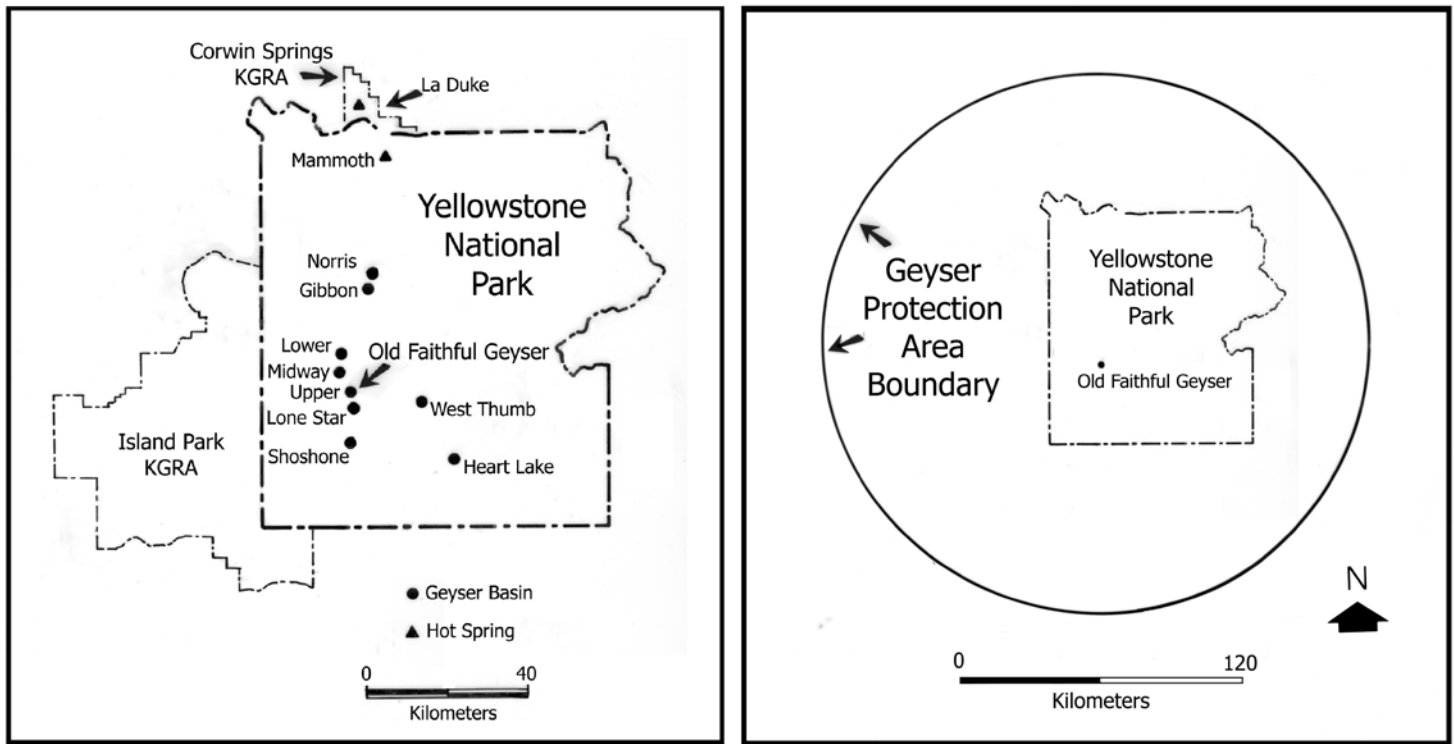 Corwin Springs
KGRA
La Duke
Mammoth
Yellowstone
National
Park
Norris
Gibbon
Lower
Old Faithful Geyser
Midway
Upper
West Thumb
Lone Star
Island Park
KGRA
Shoshone
Heart Lake
Geyser Basin
Hot Spring
0
40
Kilometers
Geyser
Protection
Area
Boundary
Yellowstone
National
Park
Old Faithful Geyser
N
0
120
Kilometers